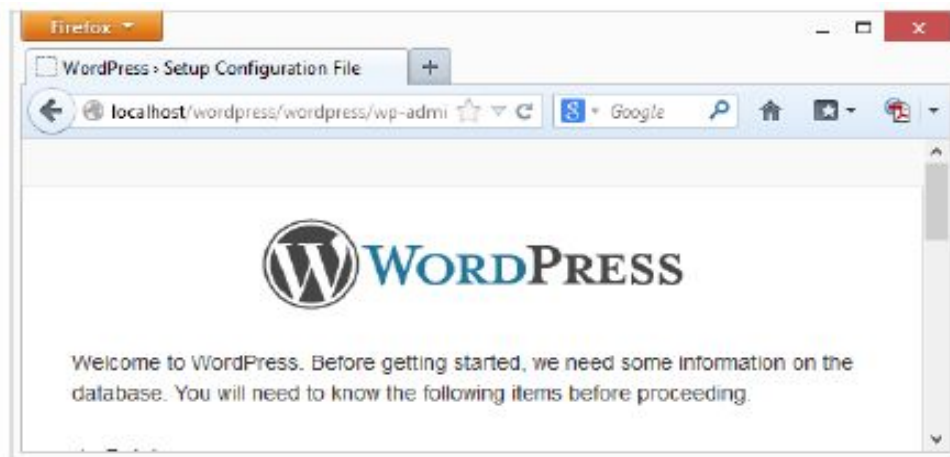 Firefox
WordPress › Setup Configuration File
localhost/wordpress/wordpress/wp-admi
Google
WORDPRESS
Welcome to WordPress. Before getting started, we need some information on the
database. You will need to know the following items before proceeding.